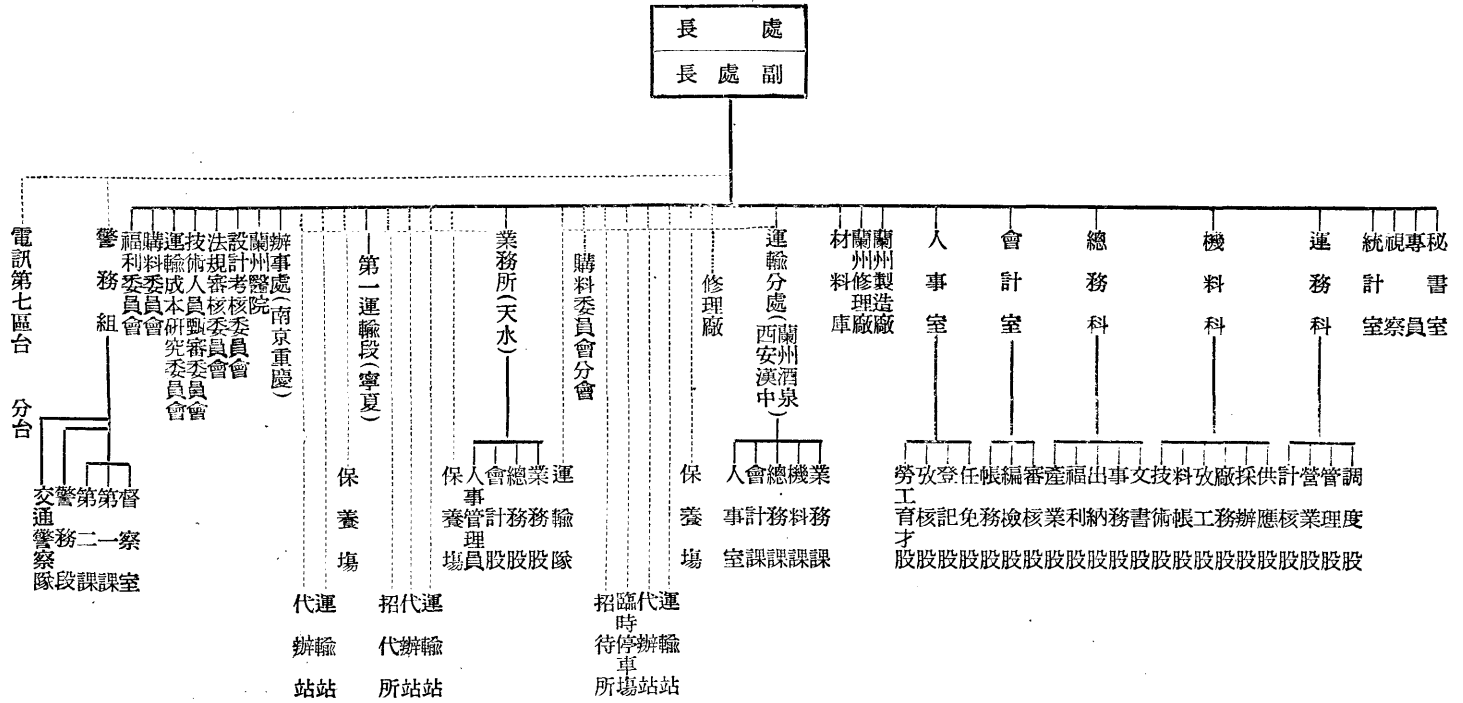 處長
副處長
秘書室
專員
視察
統計室
運務科
機料科
總務科
會計室
人事室
蘭州製造廠
蘭州修理廠
材料庫
運輸分處(蘭州酒泉西安漢中)
修理廠
購料委員會分會
業務所(天水)
第一運輸段(寧夏)
辦事處(南京重慶)
蘭州醫院
設計考核委員會
法規審核委員會
技術人員甄審委員會
運輸成本研究委員會
購料委員會
福利委員會
警務組
電訊第七區台 分台
調度股
管理股
營業股
計核股
供應股
採辦股
廠務股
攷工股
料帳股
技術股
文書股
事務股
出納股
福利股
產業股
審核股
編檢股
帳務股
任免股
登記股
攷核股
勞工育才股
業務課
機料課
總務課
會計課
人事室
保養場
運輸隊
業務股
總務股
會計股
人事管理員
保養場
保養場
督察室
第一課
第二課
警務段
交通警察隊
運輸站
代辦站
臨時停車場
招待所
運輸站
代辦站
招代所
運輸站
代辦站